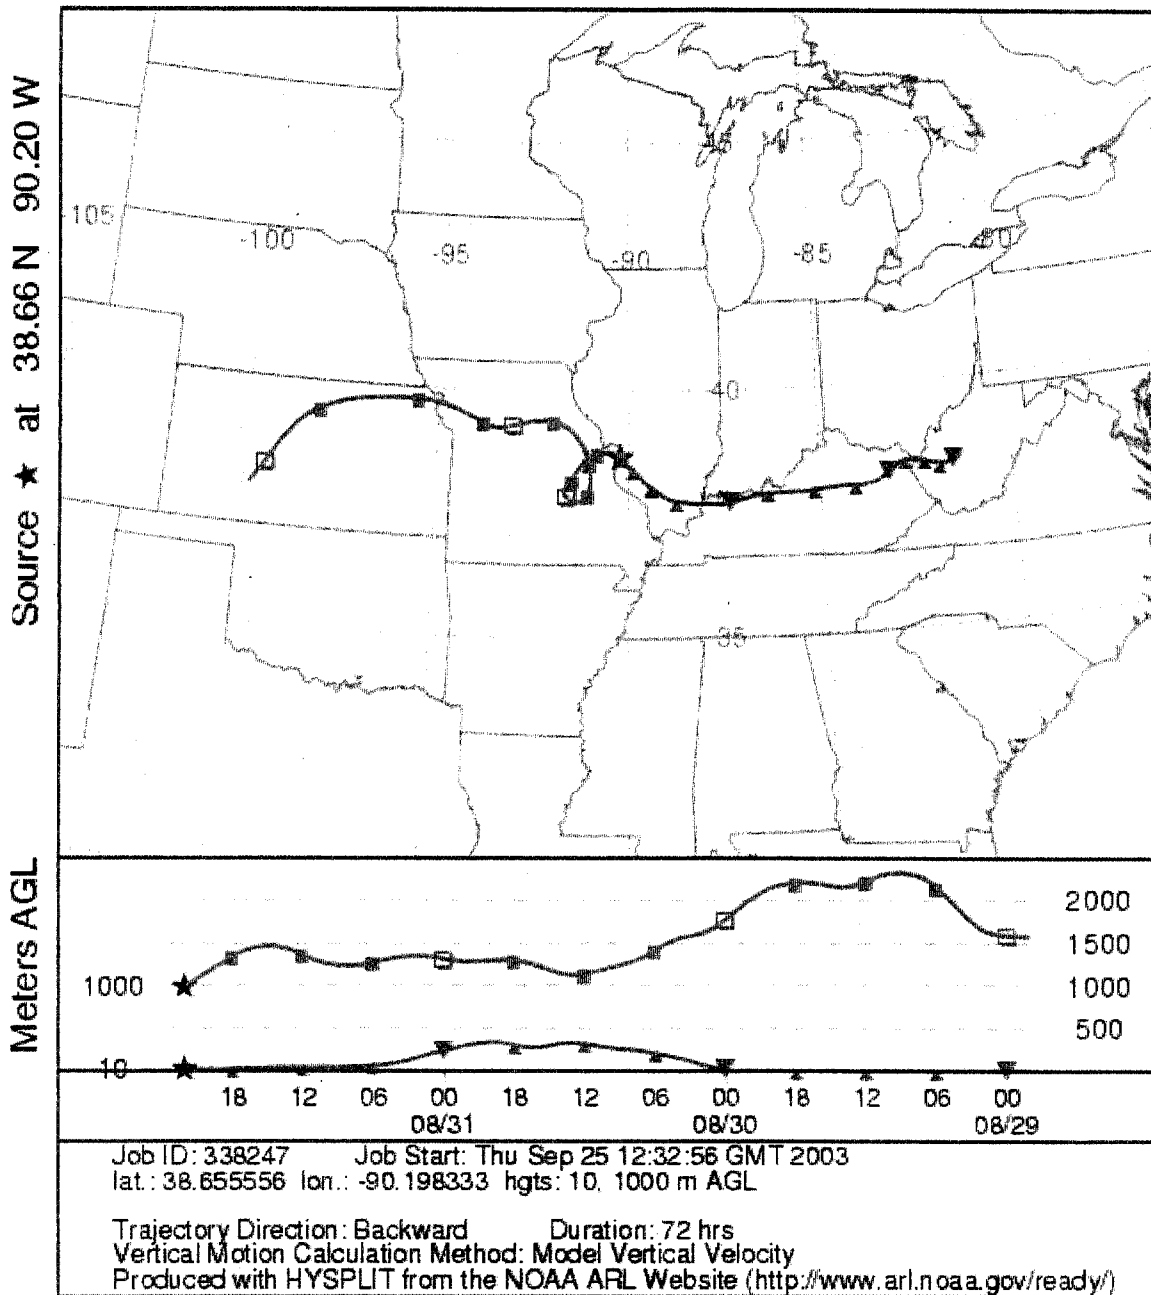 Source ★ at 38.66 N 90.20 W
-105
-100
-95
-90
-85
-80
45
40
35
Meters AGL
2000
1500
1000
1000
500
10
18 12 06 00 18 12 06 00 18 12 06 00
08/31 08/30 08/29
Job ID: 338247 Job Start: Thu Sep 25 12:32:56 GMT 2003
lat.: 38.655556 lon.: -90.198333 hgts: 10, 1000 m AGL
Trajectory Direction: Backward Duration: 72 hrs
Vertical Motion Calculation Method: Model Vertical Velocity
Produced with HYSPLIT from the NOAA ARL Website (http://www.arl.noaa.gov/ready/)